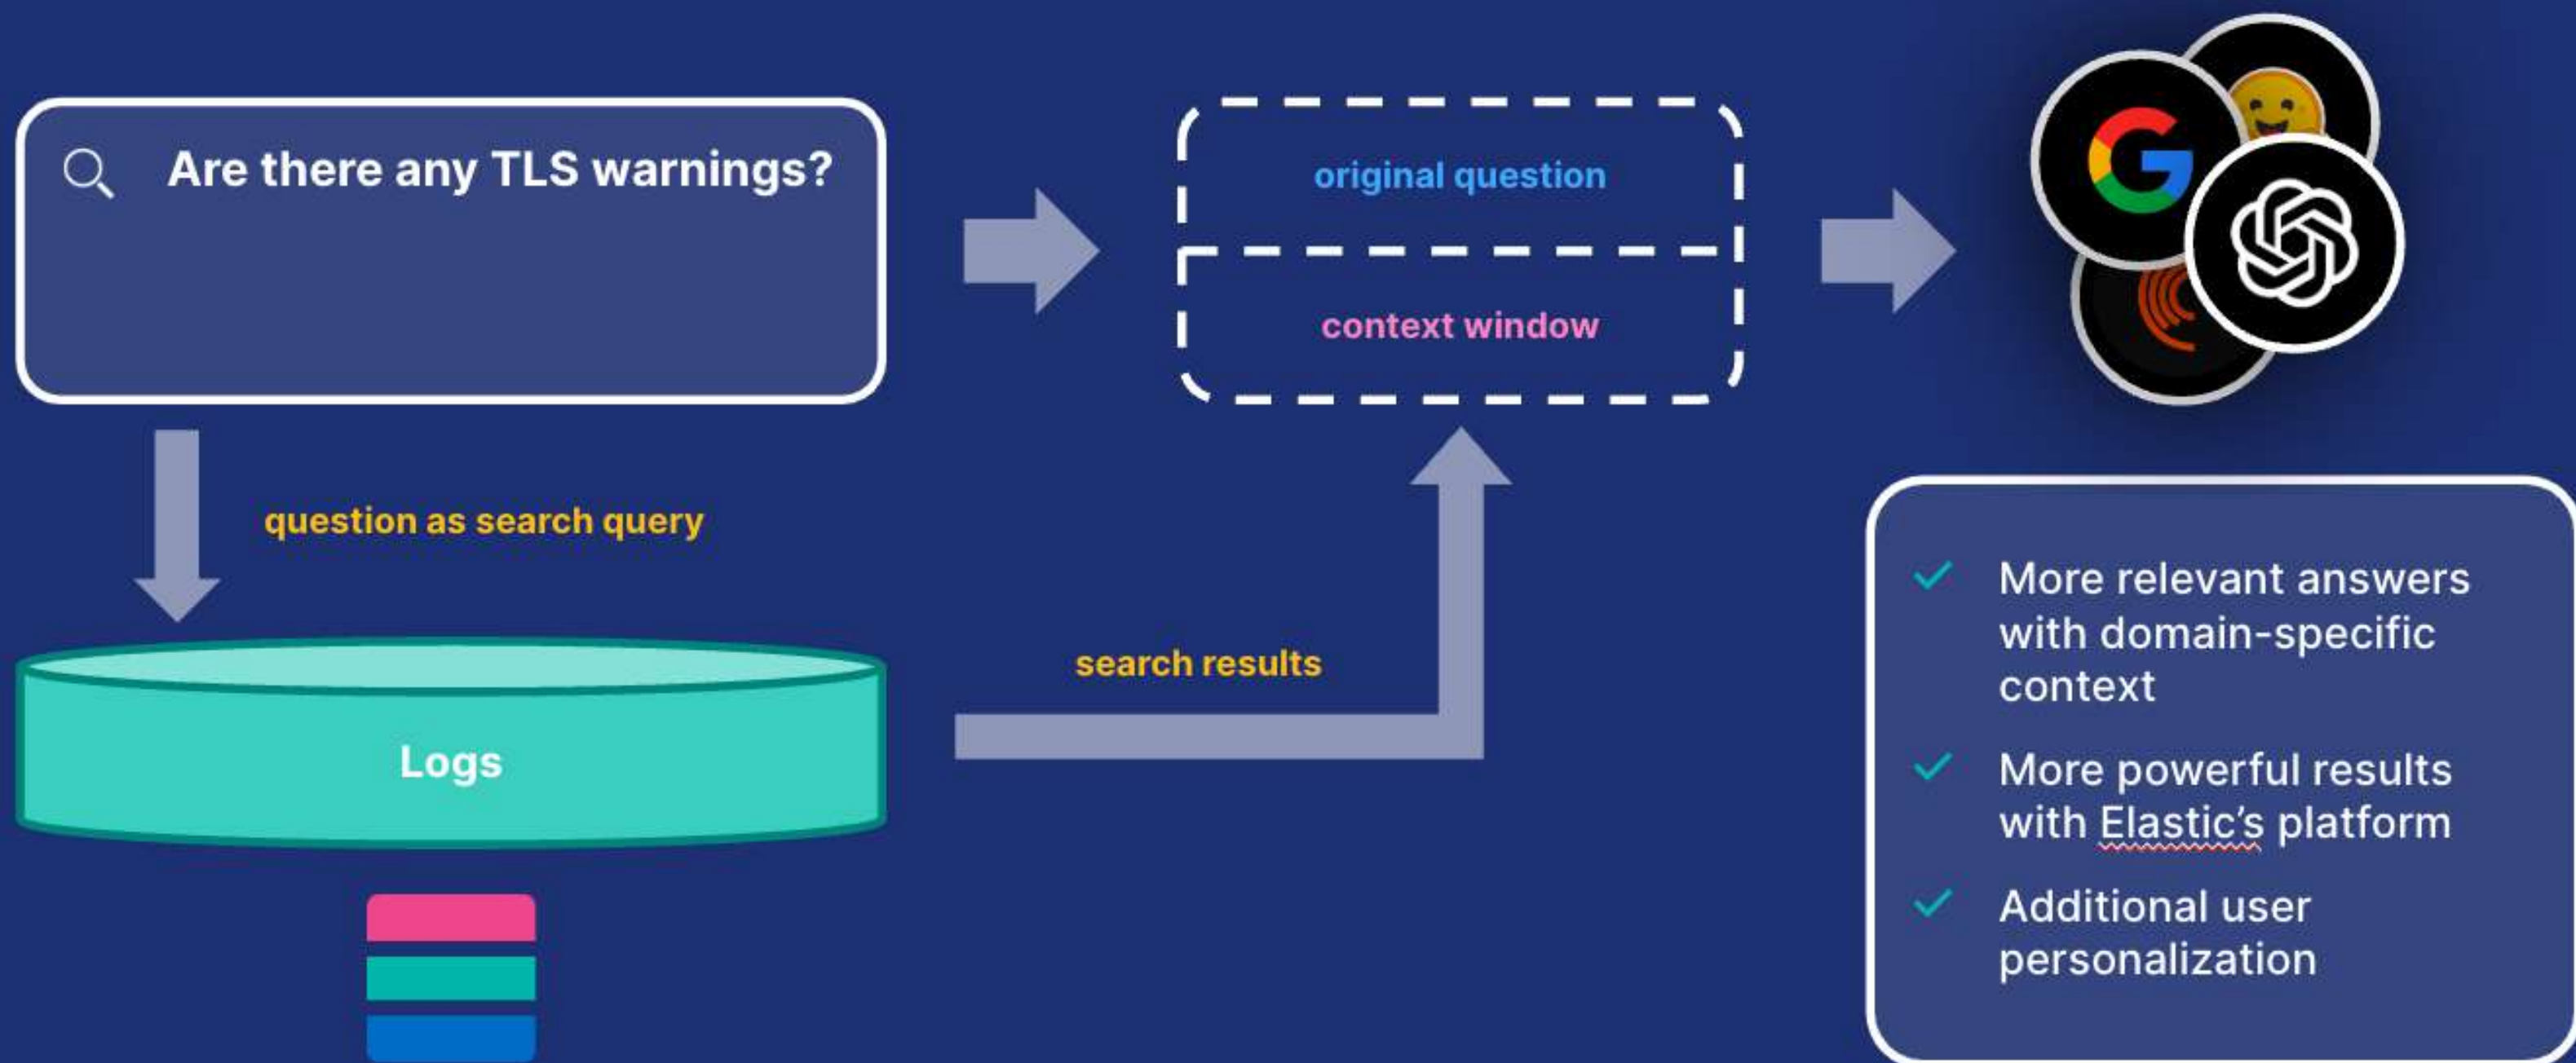 Are there any TLS warnings?
original question
context window
question as search query
search results
Logs
More relevant answers
with domain-specific
context
More powerful results
with Elastic’s platform
Additional user
personalization